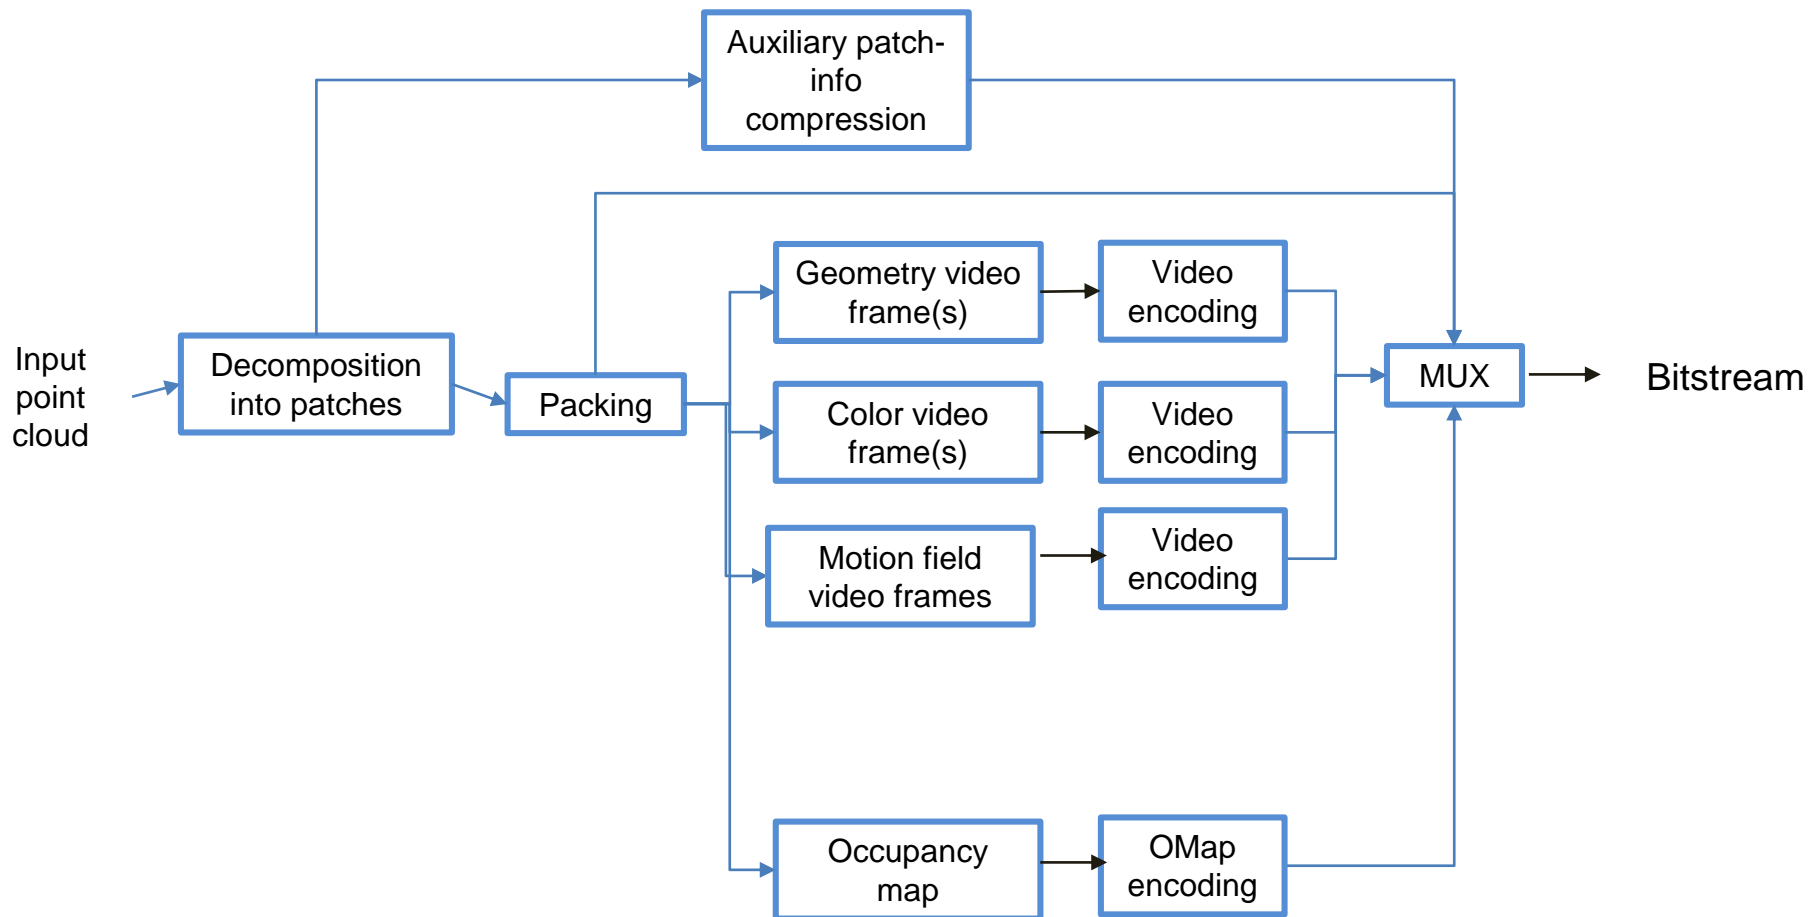 Auxiliary patch-
info
compression
Geometry video
frame(s)
Video
encoding
Input
point
cloud
Decomposition
into patches
Packing
Color video
frame(s)
Video
encoding
MUX
Bitstream
Motion field
video frames
Video
encoding
Occupancy
map
OMap
encoding